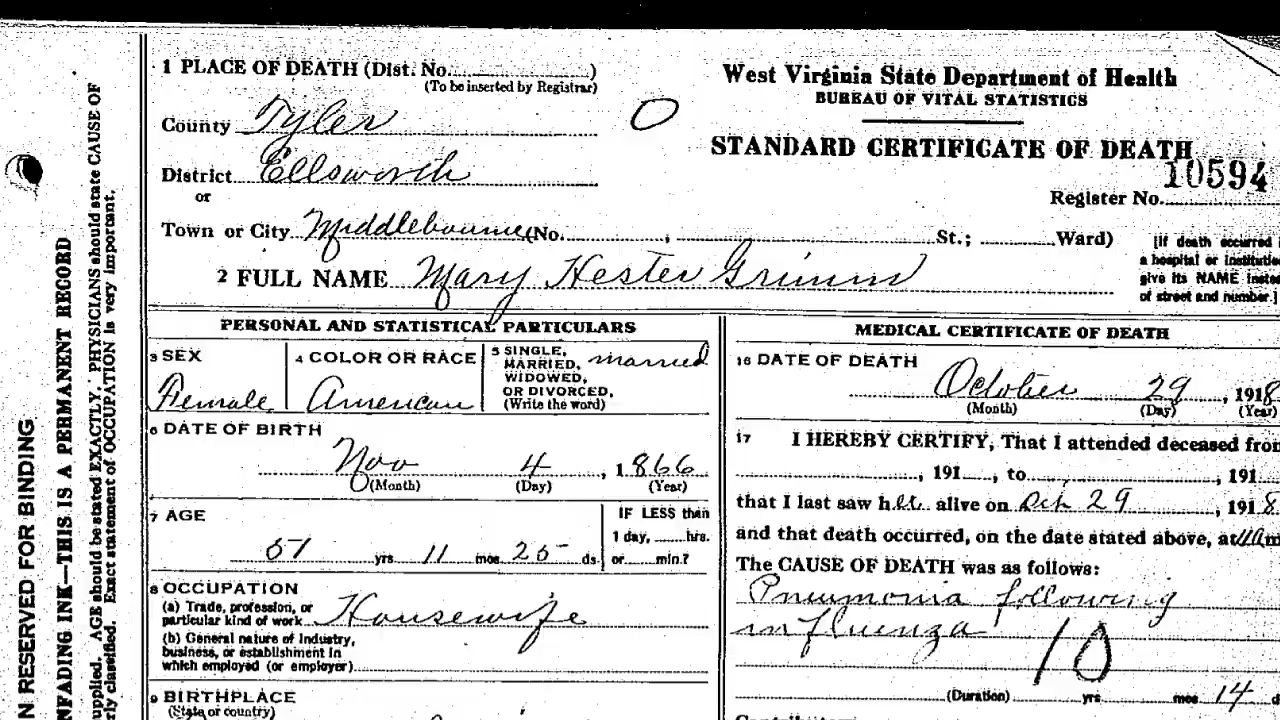 1 PLACE OF DEATH (Dist. No. )
(To be inserted by Registrar)
County Tyler
District Ellsworth
or
Town or City Middlebourne (No. , St.; Ward)
2 FULL NAME Mary Hester Grimm
West Virginia State Department of Health
BUREAU OF VITAL STATISTICS
STANDARD CERTIFICATE OF DEATH
10594
Register No.
[If death occurred
a hospital or institutio
give its NAME instea
of street and number.]
PERSONAL AND STATISTICAL PARTICULARS
3 SEX
Female
4 COLOR OR RACE
American
5 SINGLE,
MARRIED,
WIDOWED,
OR DIVORCED,
(Write the word)
married
6 DATE OF BIRTH
Nov 4, 1866
(Month) (Day) (Year)
7 AGE
51 yrs. 11 mos. 25 ds.
IF LESS than
1 day, hrs.
or min.?
8 OCCUPATION
(a) Trade, profession, or
particular kind of work Housewife
(b) General nature of Industry,
business, or establishment in
which employed (or employer)
9 BIRTHPLACE
(State or country)
MEDICAL CERTIFICATE OF DEATH
16 DATE OF DEATH
October 29, 1918
(Month) (Day) (Year)
17 I HEREBY CERTIFY, That I attended deceased from
, 191 , to , 191
that I last saw her alive on Oct 29, 1918
and that death occurred, on the date stated above, at
The CAUSE OF DEATH was as follows:
Pneumonia following
influenza
10
(Duration) yrs. mos. 14 d
N RESERVED FOR BINDING
NFADING INK—THIS IS A PERMANENT RECORD
upplied. AGE should be stated EXACTLY. PHYSICIANS should state CAUSE OF
rly classified. Exact statement of OCCUPATION is very important.